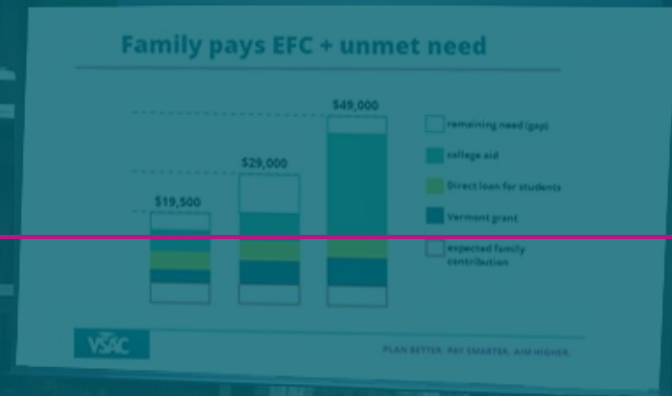 Family pays EFC + unmet need
$49,000
$29,000
$19,500
remaining need (gap)
college aid
Direct loan for students
Vermont grant
expected family
contribution
VSAC
PLAN BETTER. PAY SMARTER. AIM HIGHER.